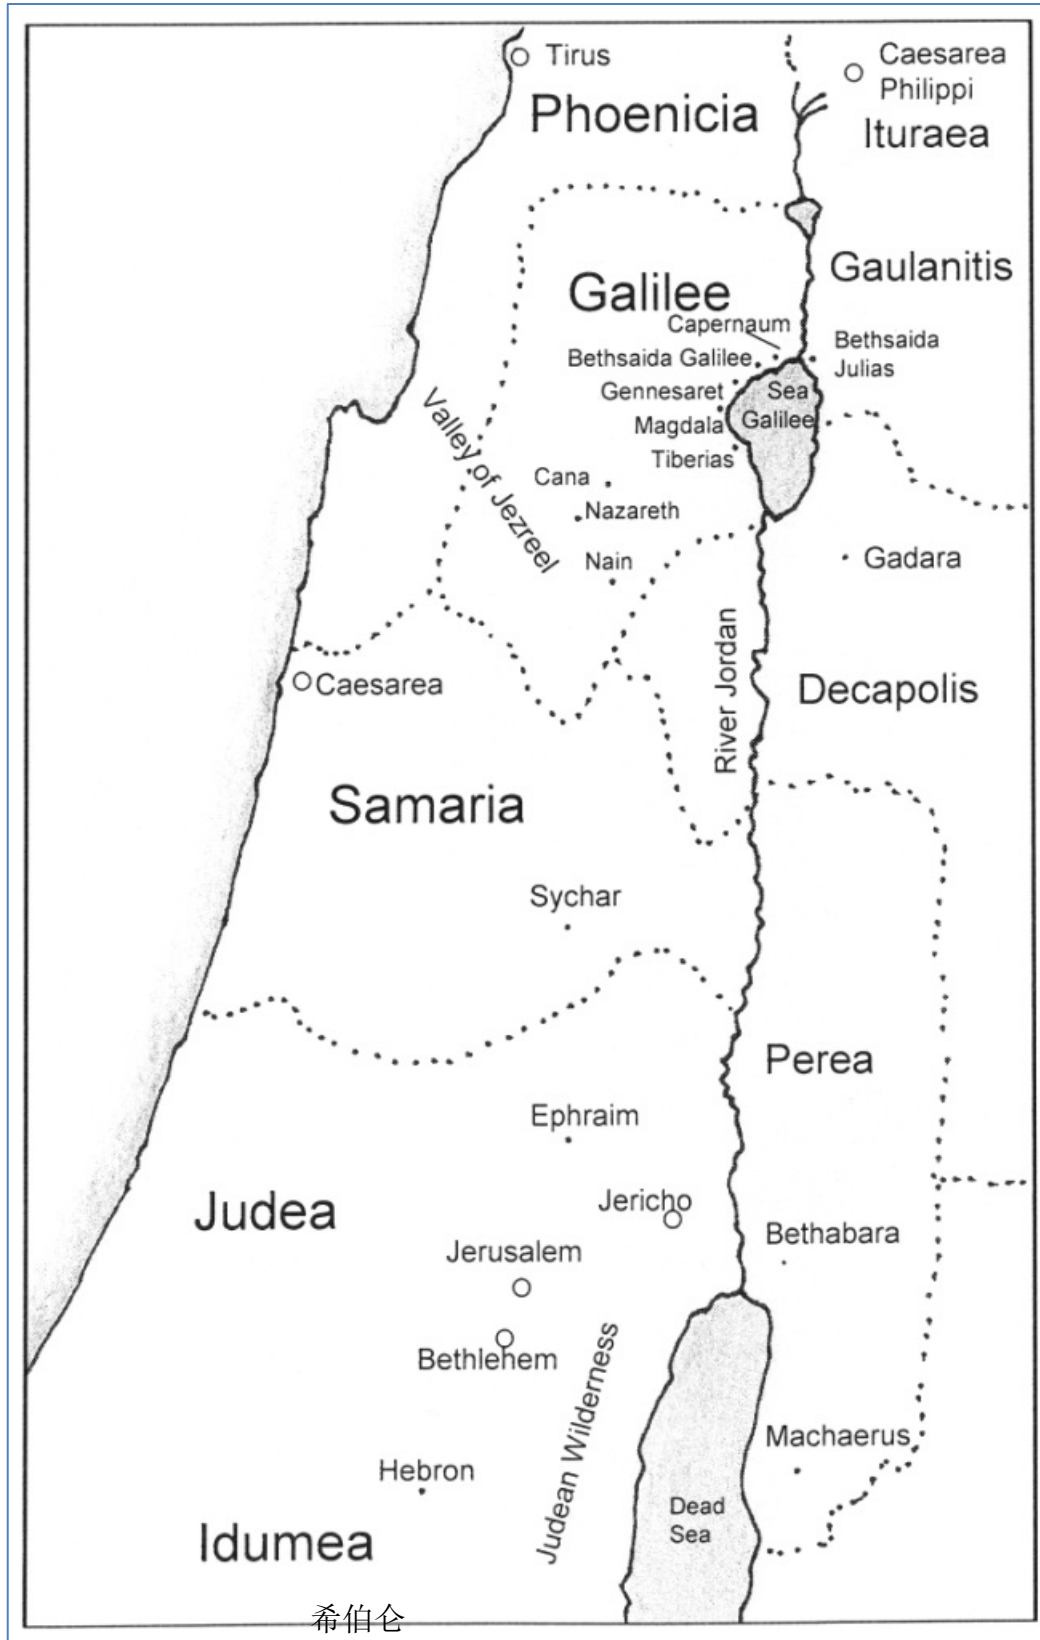 Tirus
Caesarea
Philippi
Phoenicia
Ituraea
Gaulanitis
Galilee
Capernaum
Bethsaida
Julias
Bethsaida Galilee
Gennesaret
Sea
Galilee
Magdala
Tiberias
Valley of Jezreel
Cana
Nazareth
Nain
Gadara
River Jordan
Caesarea
Decapolis
Samaria
Sychar
Perea
Ephraim
Judea
Jericho
Bethabara
Jerusalem
Bethlehem
Judean Wilderness
Machaerus
Hebron
Dead
Sea
Idumea
希伯仑